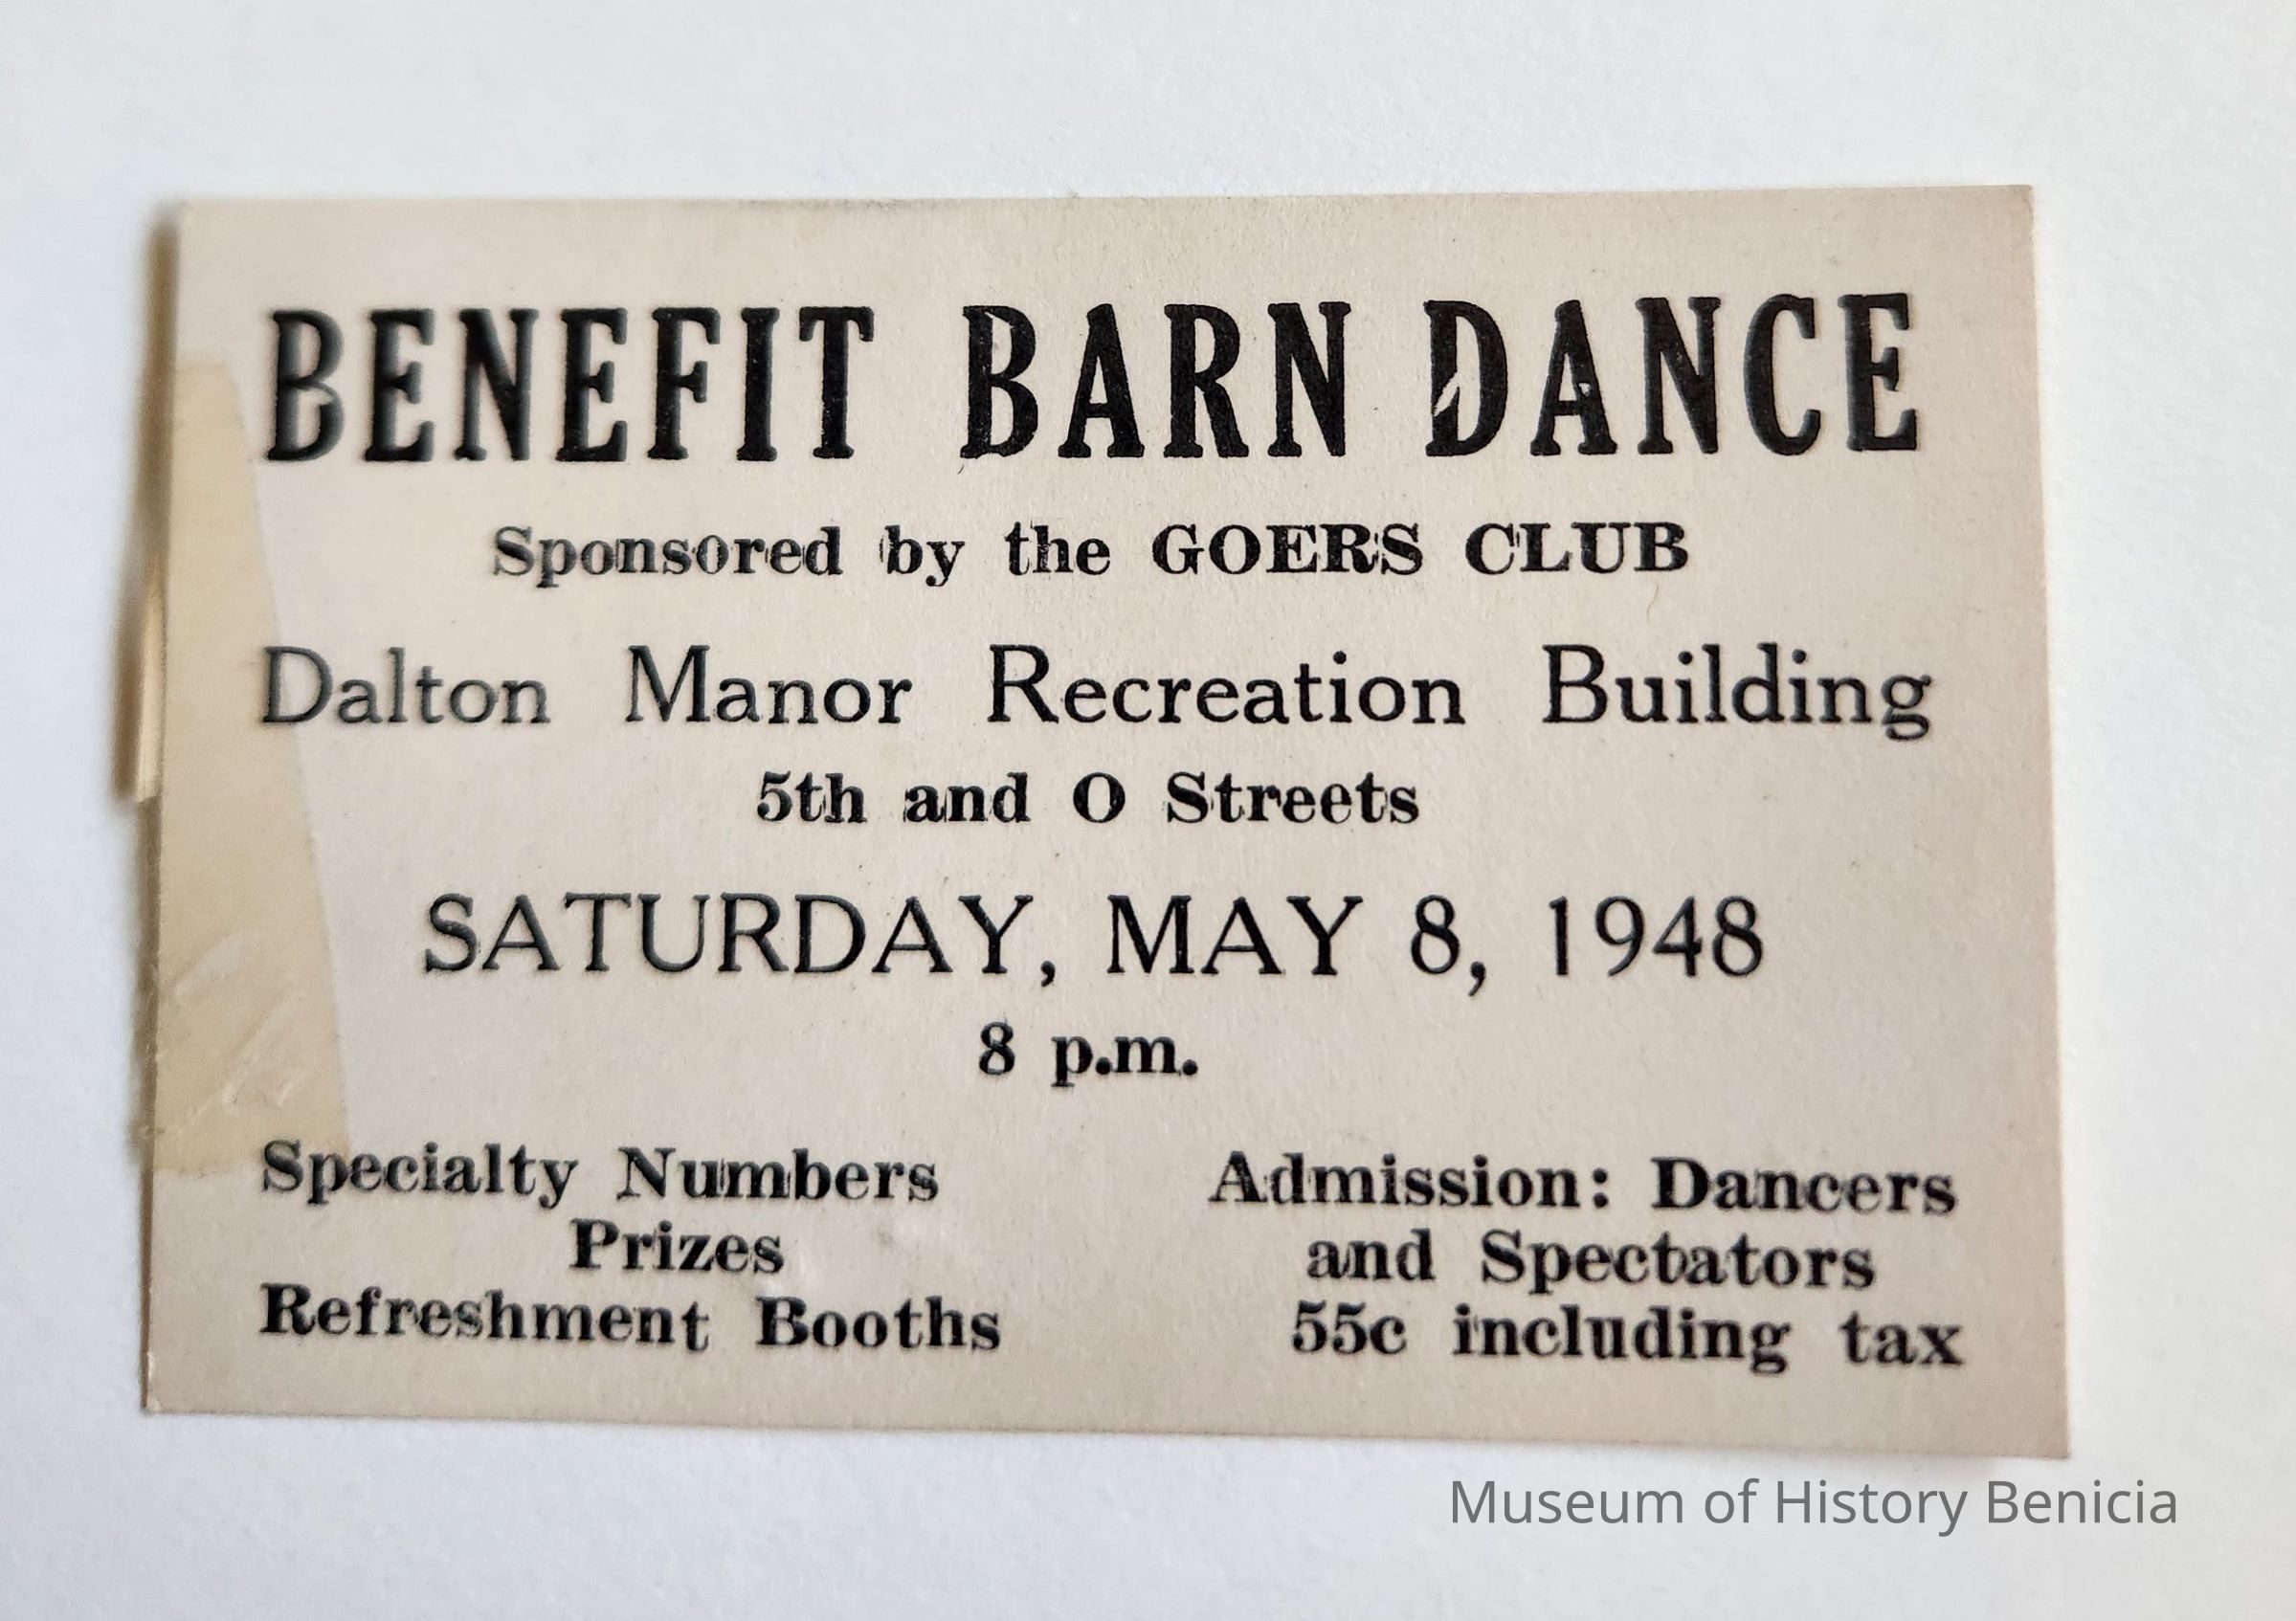 BENEFIT BARN DANCE
Sponsored by the GOERS CLUB
Dalton Manor Recreation Building
5th and O Streets
SATURDAY, MAY 8, 1948
8 p.m.
Specialty Numbers
Prizes
Refreshment Booths
Admission: Dancers
and Spectators
55c including tax
Museum of History Benicia